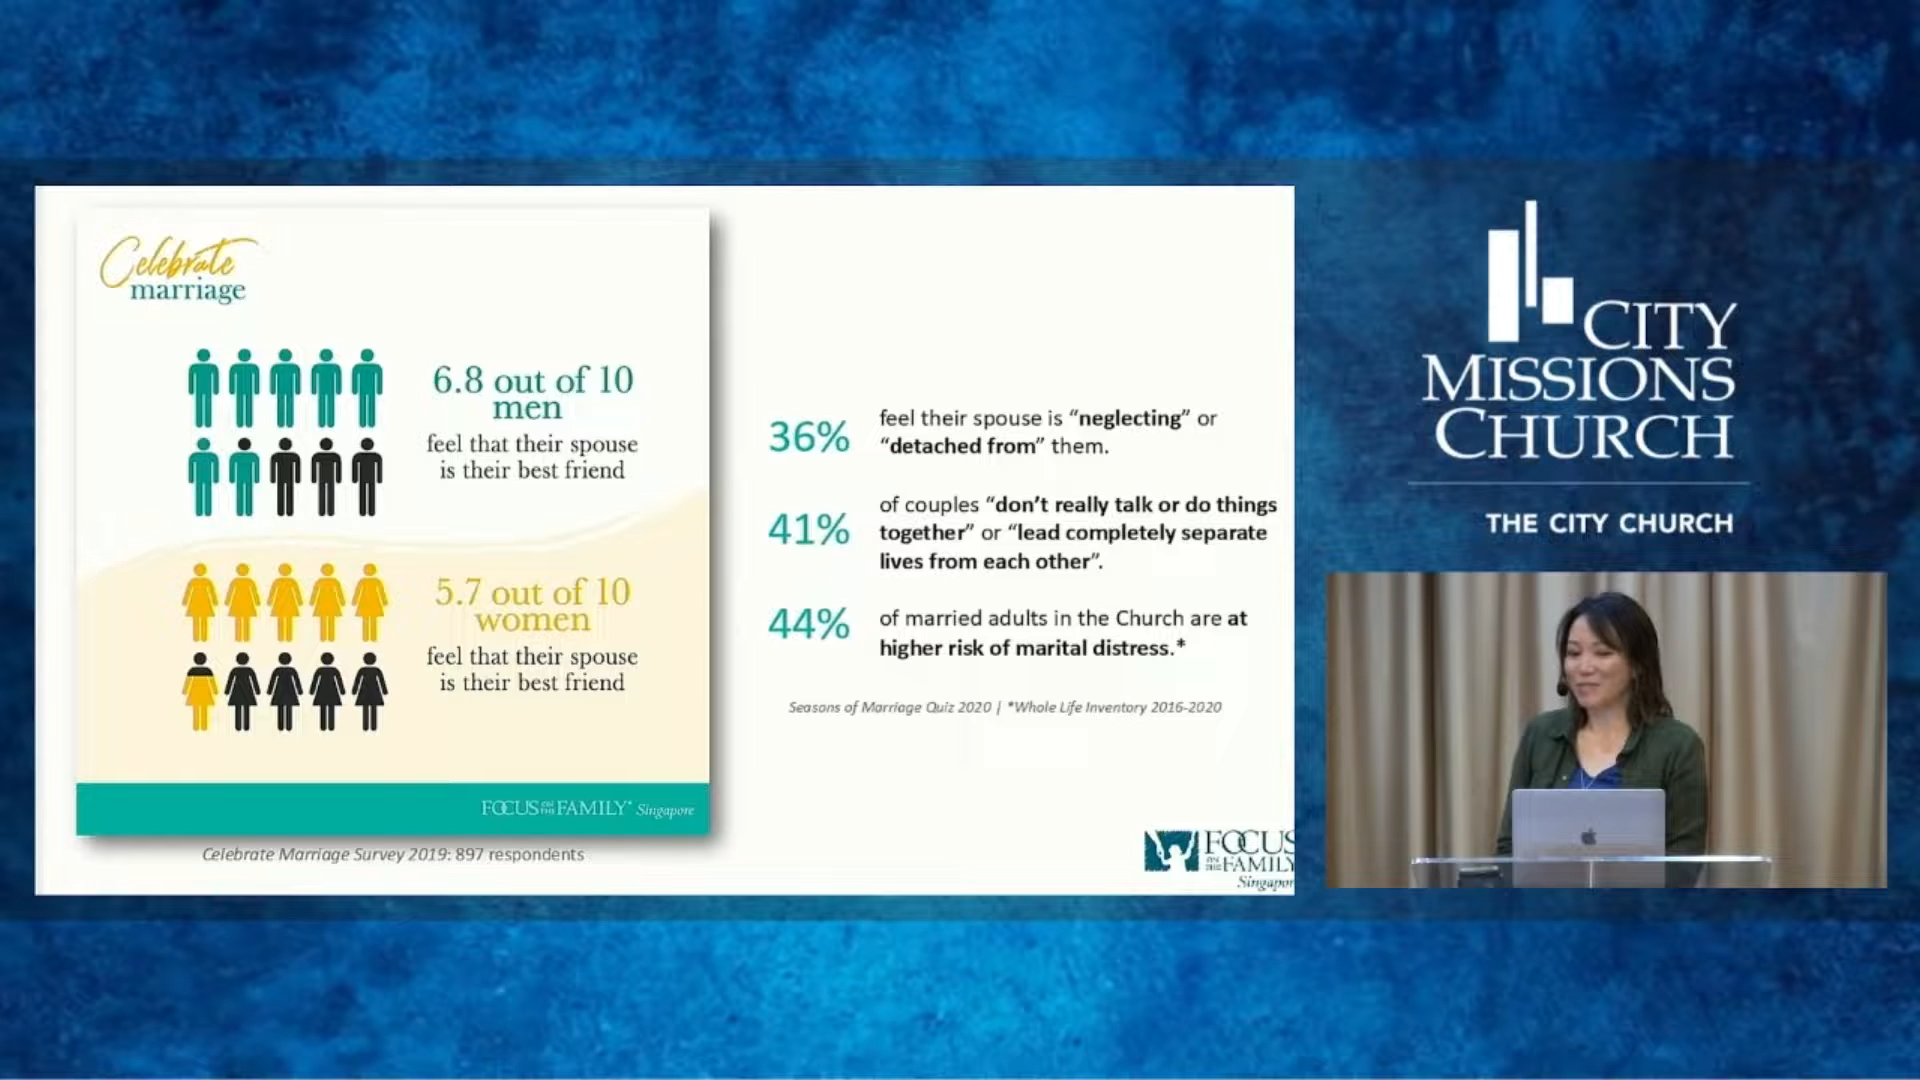 Celebrate
marriage
6.8 out of 10
men
feel that their spouse
is their best friend
5.7 out of 10
women
feel that their spouse
is their best friend
FOCUS ON THE FAMILY® Singapore
Celebrate Marriage Survey 2019: 897 respondents
36%
feel their spouse is “neglecting” or
“detached from” them.
41%
of couples “don’t really talk or do things
together” or “lead completely separate
lives from each other”.
44%
of married adults in the Church are at
higher risk of marital distress.*
Seasons of Marriage Quiz 2020 | *Whole Life Inventory 2016-2020
FOCUS
ON THE FAMILY
Singapor
CITY
MISSIONS
CHURCH
THE CITY CHURCH